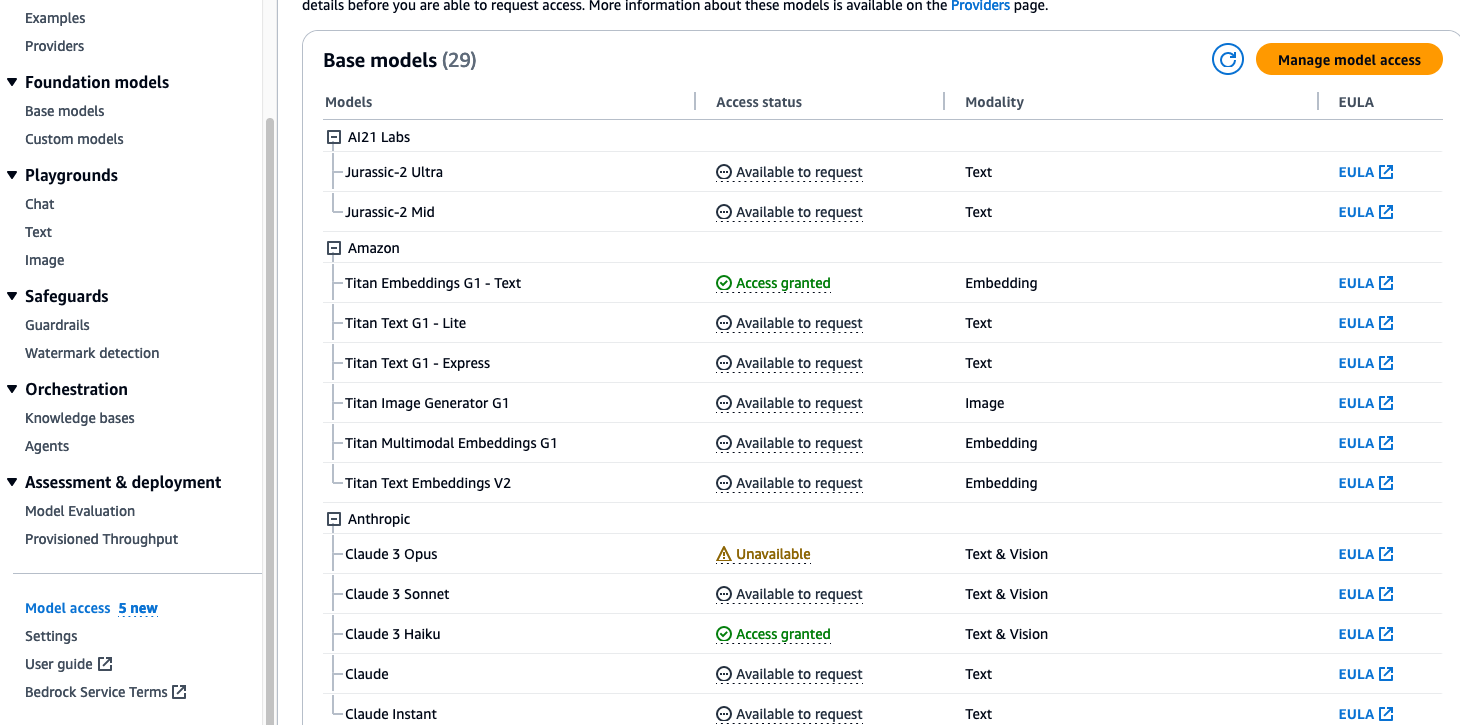 details before you are able to request access. More information about these models is available on the Providers page.
Examples
Providers
Foundation models
Base models
Custom models
Playgrounds
Chat
Text
Image
Safeguards
Guardrails
Watermark detection
Orchestration
Knowledge bases
Agents
Assessment & deployment
Model Evaluation
Provisioned Throughput
Model access 5 new
Settings
User guide
Bedrock Service Terms
Base models (29)
Manage model access
Models Access status Modality EULA
AI21 Labs
Jurassic-2 Ultra Available to request Text EULA
Jurassic-2 Mid Available to request Text EULA
Amazon
Titan Embeddings G1 - Text Access granted Embedding EULA
Titan Text G1 - Lite Available to request Text EULA
Titan Text G1 - Express Available to request Text EULA
Titan Image Generator G1 Available to request Image EULA
Titan Multimodal Embeddings G1 Available to request Embedding EULA
Titan Text Embeddings V2 Available to request Embedding EULA
Anthropic
Claude 3 Opus Unavailable Text & Vision EULA
Claude 3 Sonnet Available to request Text & Vision EULA
Claude 3 Haiku Access granted Text & Vision EULA
Claude Available to request Text EULA
Claude Instant Available to request Text EULA